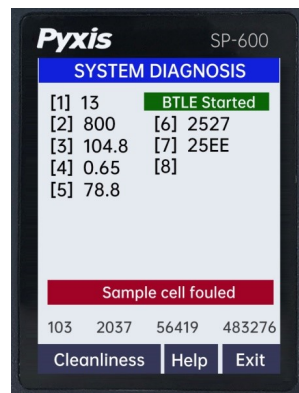 Pyxis SP-600
SYSTEM DIAGNOSIS
[1] 13 BTLE Started
[2] 800 [6] 2527
[3] 104.8 [7] 25EE
[4] 0.65 [8]
[5] 78.8
Sample cell fouled
103 2037 56419 483276
Cleanliness Help Exit